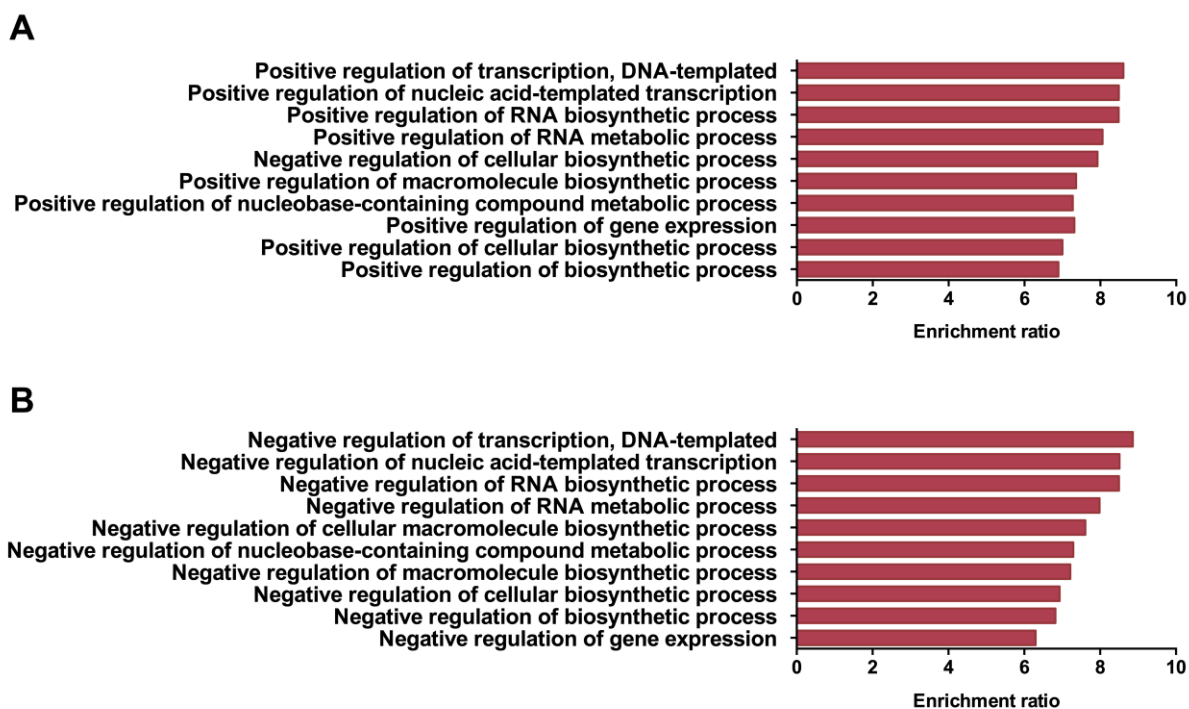 A
Positive regulation of transcription, DNA-templated
Positive regulation of nucleic acid-templated transcription
Positive regulation of RNA biosynthetic process
Positive regulation of RNA metabolic process
Negative regulation of cellular biosynthetic process
Positive regulation of macromolecule biosynthetic process
Positive regulation of nucleobase-containing compound metabolic process
Positive regulation of gene expression
Positive regulation of cellular biosynthetic process
Positive regulation of biosynthetic process
0 2 4 6 8 10
Enrichment ratio
B
Negative regulation of transcription, DNA-templated
Negative regulation of nucleic acid-templated transcription
Negative regulation of RNA biosynthetic process
Negative regulation of RNA metabolic process
Negative regulation of cellular macromolecule biosynthetic process
Negative regulation of nucleobase-containing compound metabolic process
Negative regulation of macromolecule biosynthetic process
Negative regulation of cellular biosynthetic process
Negative regulation of biosynthetic process
Negative regulation of gene expression
0 2 4 6 8 10
Enrichment ratio